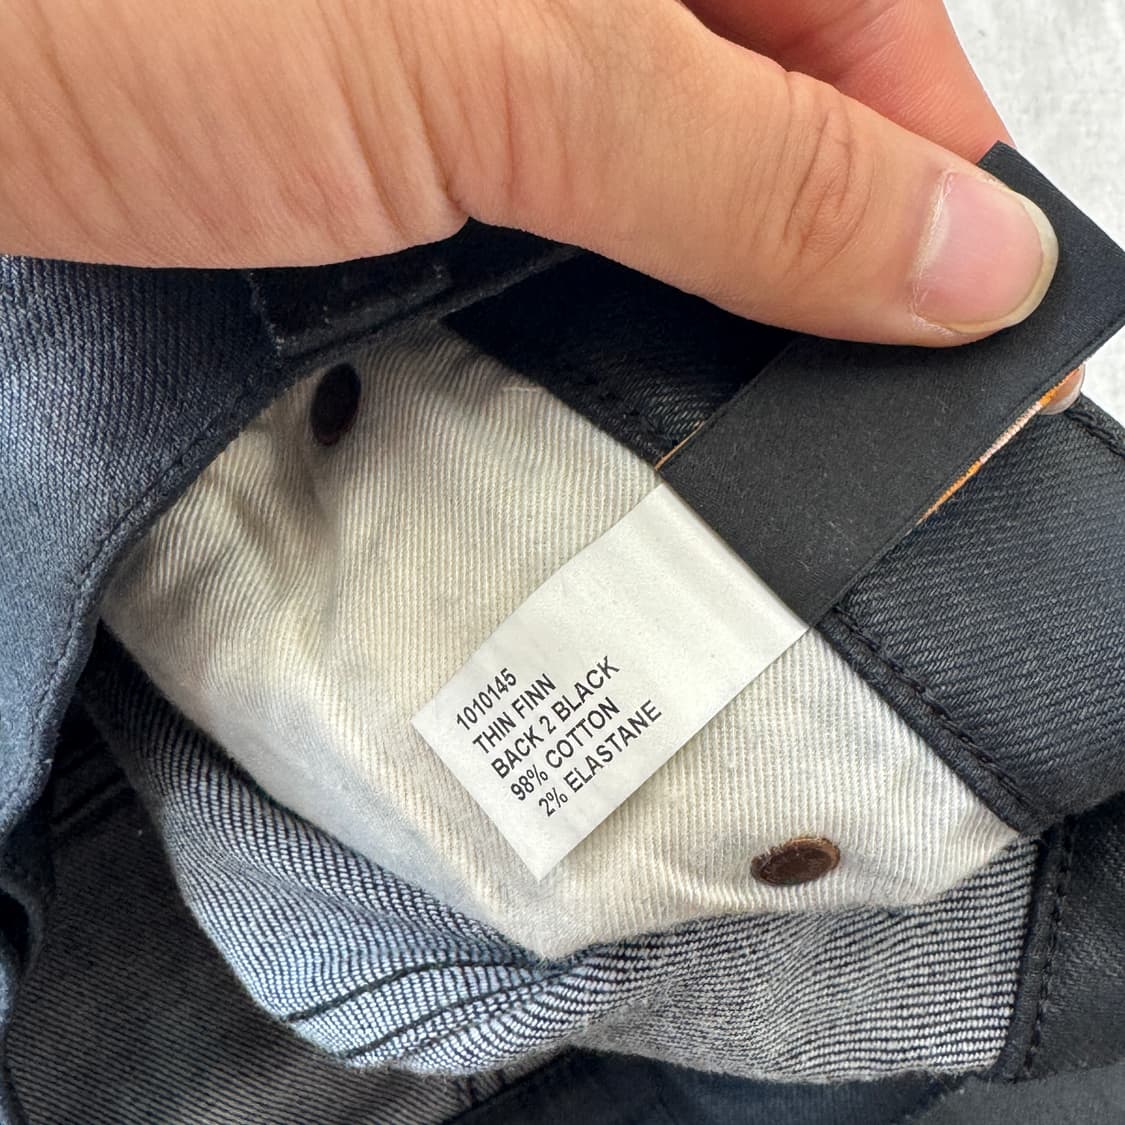 1010145
THIN FINN
BACK 2 BLACK
98% COTTON
2% ELASTANE